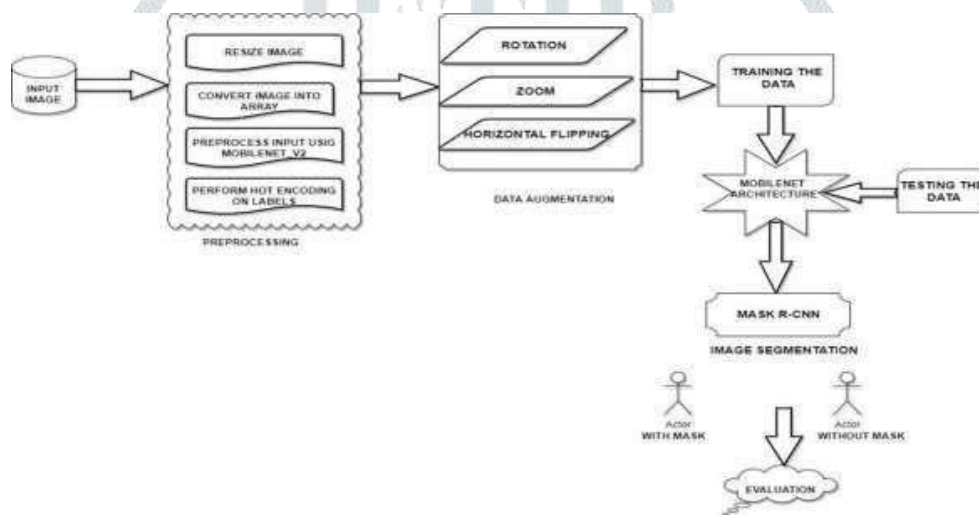 INPUT
IMAGE
RESIZE IMAGE
CONVERT IMAGE INTO
ARRAY
PREPROCESS INPUT USIG
MOBILENET_V2
PERFORM HOT ENCODING
ON LABELS
PREPROCESSING
ROTATION
ZOOM
HORIZONTAL FLIPPING
DATA AUGMENTATION
TRAINING THE
DATA
MOBILENET
ARCHITECTURE
TESTING THE
DATA
MASK R-CNN
IMAGE SEGMENTATION
Actor
WITH MASK
Actor
WITHOUT MASK
EVALUATION